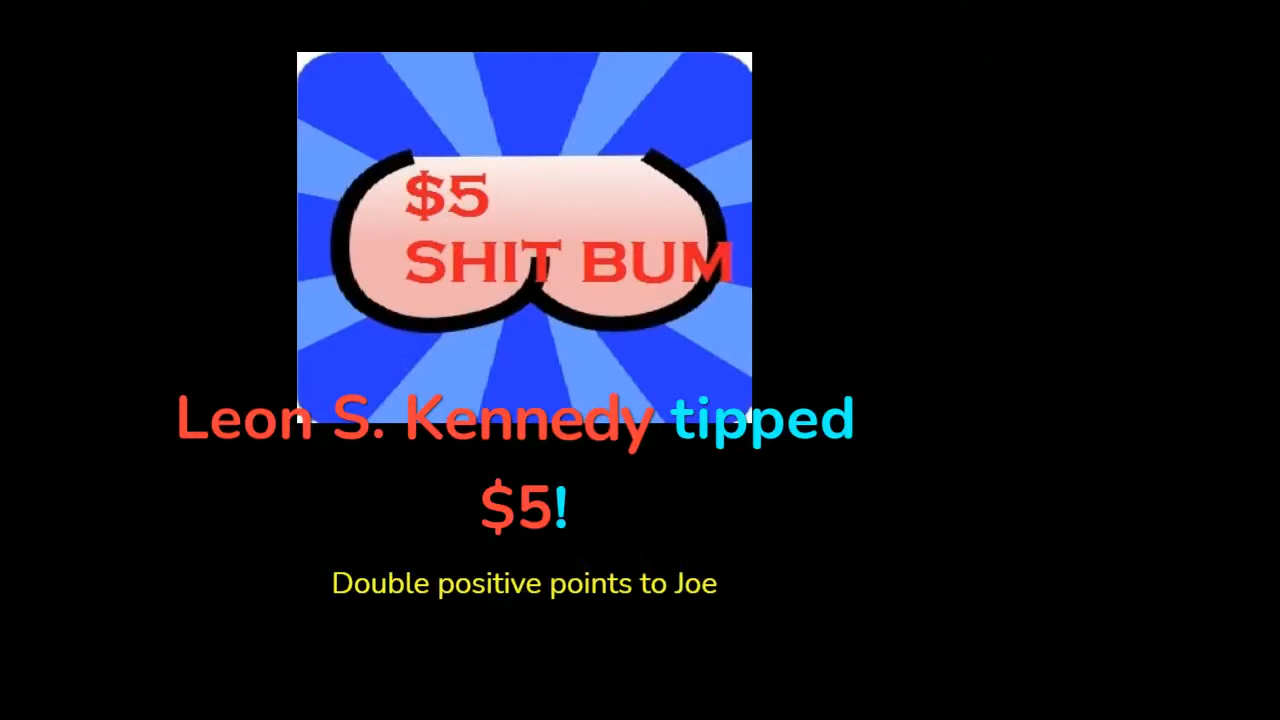 $5
SHIT BUM
Leon S. Kennedy tipped
$5!
Double positive points to Joe